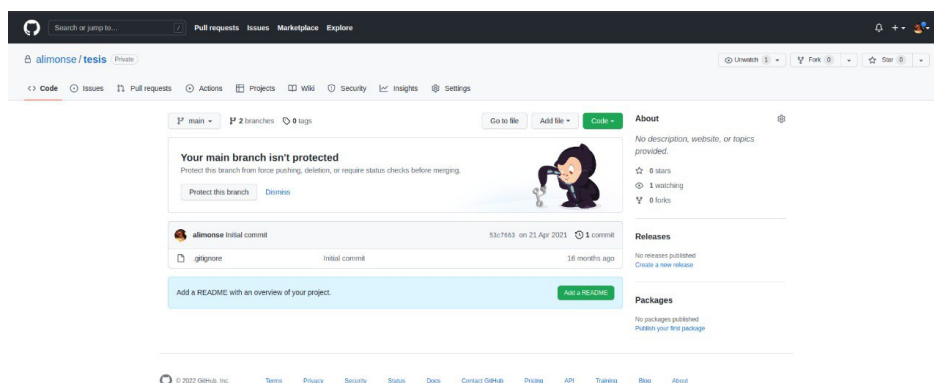 Search or jump to... / Pull requests Issues Marketplace Explore
alimonse / tesis Private Unwatch 1 Fork 0 Star 0
Code Issues Pull requests Actions Projects Wiki Security Insights Settings
main 2 branches 0 tags Go to file Add file Code
Your main branch isn't protected
Protect this branch from force pushing, deletion, or require status checks before merging.
Protect this branch Dismiss
alimonse Initial commit 53c7663 on 21 Apr 2021 1 commit
.gitignore Initial commit 16 months ago
Add a README with an overview of your project. Add a README
About
No description, website, or topics
provided.
0 stars
1 watching
0 forks
Releases
No releases published
Create a new release
Packages
No packages published
Publish your first package
© 2022 GitHub, Inc. Terms Privacy Security Status Docs Contact GitHub Pricing API Training Blog About